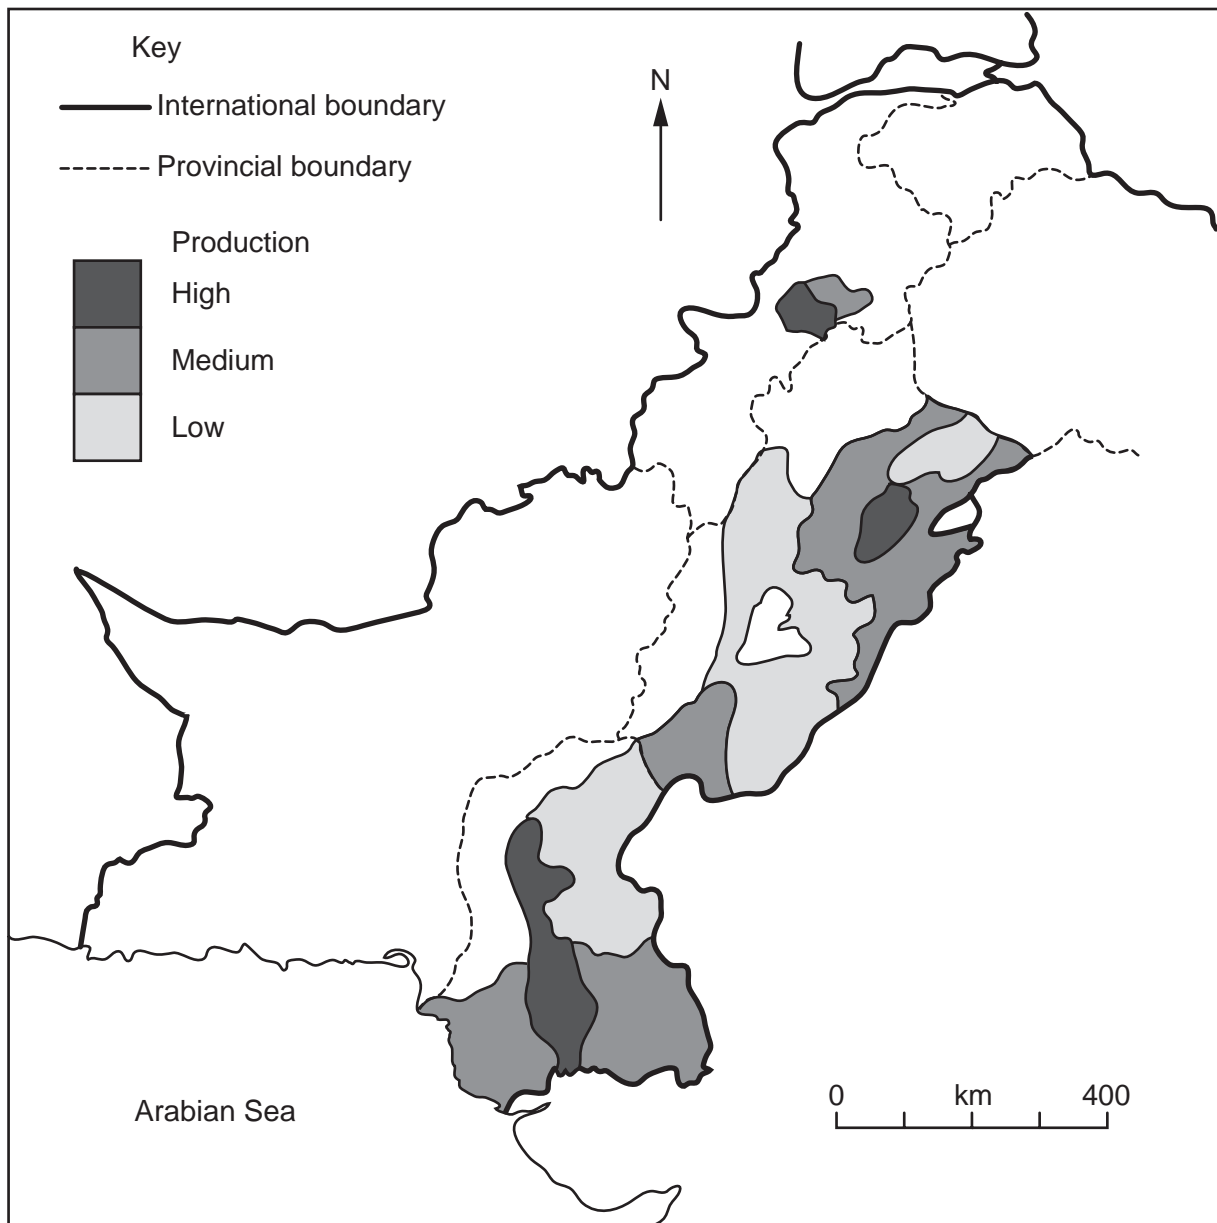 Key
International boundary
Provincial boundary
Production
High
Medium
Low
N
Arabian Sea
0 km 400